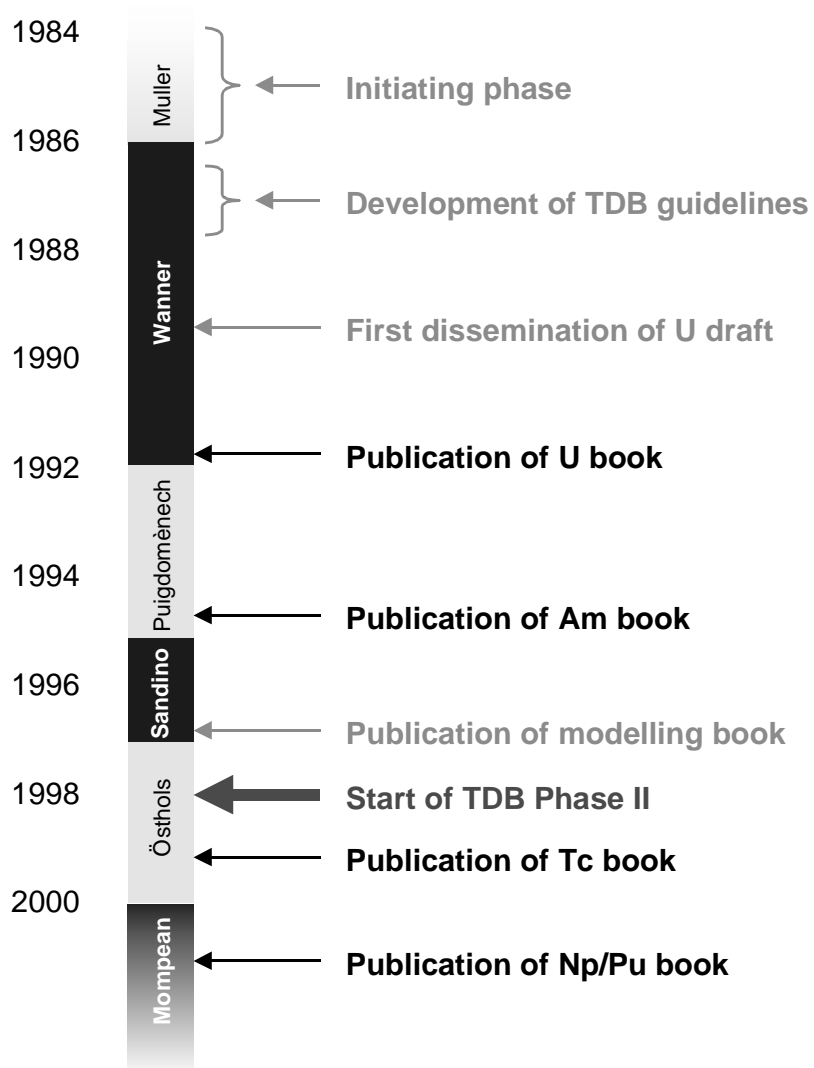 1984
Muller
Initiating phase
1986
Wanner
Development of TDB guidelines
1988
First dissemination of U draft
1990
Publication of U book
1992
Puigdomènech
1994
Publication of Am book
Sandino
1996
Publication of modelling book
1998
Östhols
Start of TDB Phase II
Publication of Tc book
2000
Mompean
Publication of Np/Pu book